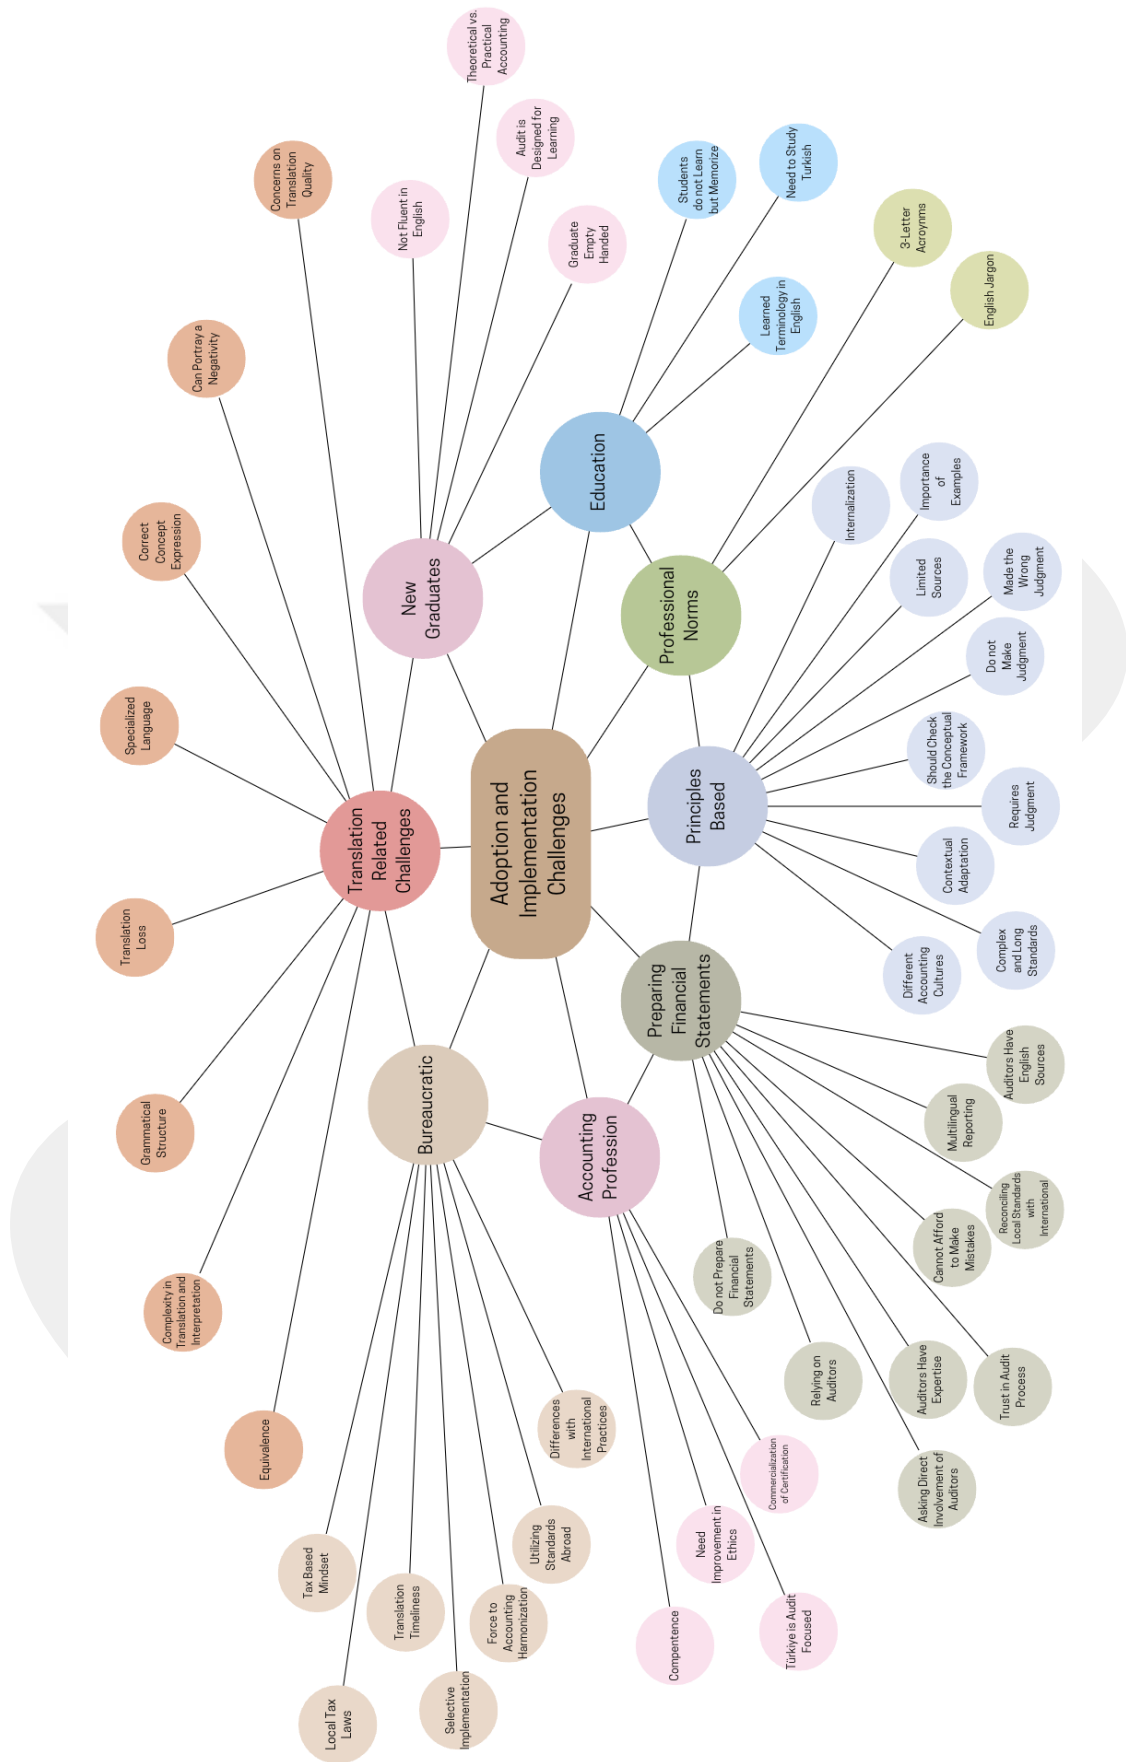 Adoption and
Implementation
Challenges
Translation
Related
Challenges
Equivalence
Complexity in
Translation and
Interpretation
Grammatical
Structure
Translation
Loss
Specialized
Language
Correct
Concept
Expression
Can Portray a
Negativity
Concerns on
Translation
Quality
New
Graduates
Not Fluent in
English
Theoretical vs.
Practical
Accounting
Audit is
Designed for
Learning
Graduate
Empty
Handed
Education
Students
do not Learn
but Memorize
Need to Study
Turkish
Learned
Terminology in
English
Professional
Norms
3-Letter
Acroynms
English Jargon
Principles
Based
Internalization
Importance
of
Examples
Limited
Sources
Made the
Wrong
Judgment
Do not
Make
Judgment
Should Check
the Conceptual
Framework
Requires
Judgment
Contextual
Adaptation
Complex
and Long
Standards
Different
Accounting
Cultures
Preparing
Financial
Statements
Auditors Have
English
Sources
Multilingual
Reporting
Reconciling
Local Standards
with
International
Cannot Afford
to Make
Mistakes
Trust in Audit
Process
Auditors Have
Expertise
Asking Direct
Involvement of
Auditors
Relying on
Auditors
Do not Prepare
Financial
Statements
Accounting
Profession
Commercialization
of Certification
Türkiye is Audit
Focused
Need
Improvement in
Ethics
Compentence
Bureaucratic
Differences
with
International
Practices
Utilizing
Standards
Abroad
Force to
Accounting
Harmonization
Selective
Implementation
Translation
Timeliness
Local Tax
Laws
Tax Based
Mindset